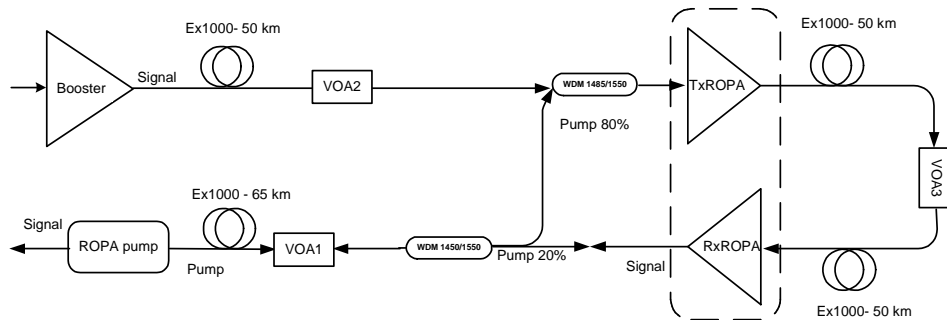 Ex1000- 50 km
Booster
Signal
VOA2
WDM 1485/1550
Pump 80%
TxROPA
Ex1000- 50 km
VOA3
Signal
ROPA pump
Ex1000 - 65 km
Pump
VOA1
WDM 1450/1550
Pump 20%
Signal
RxROPA
Ex1000- 50 km